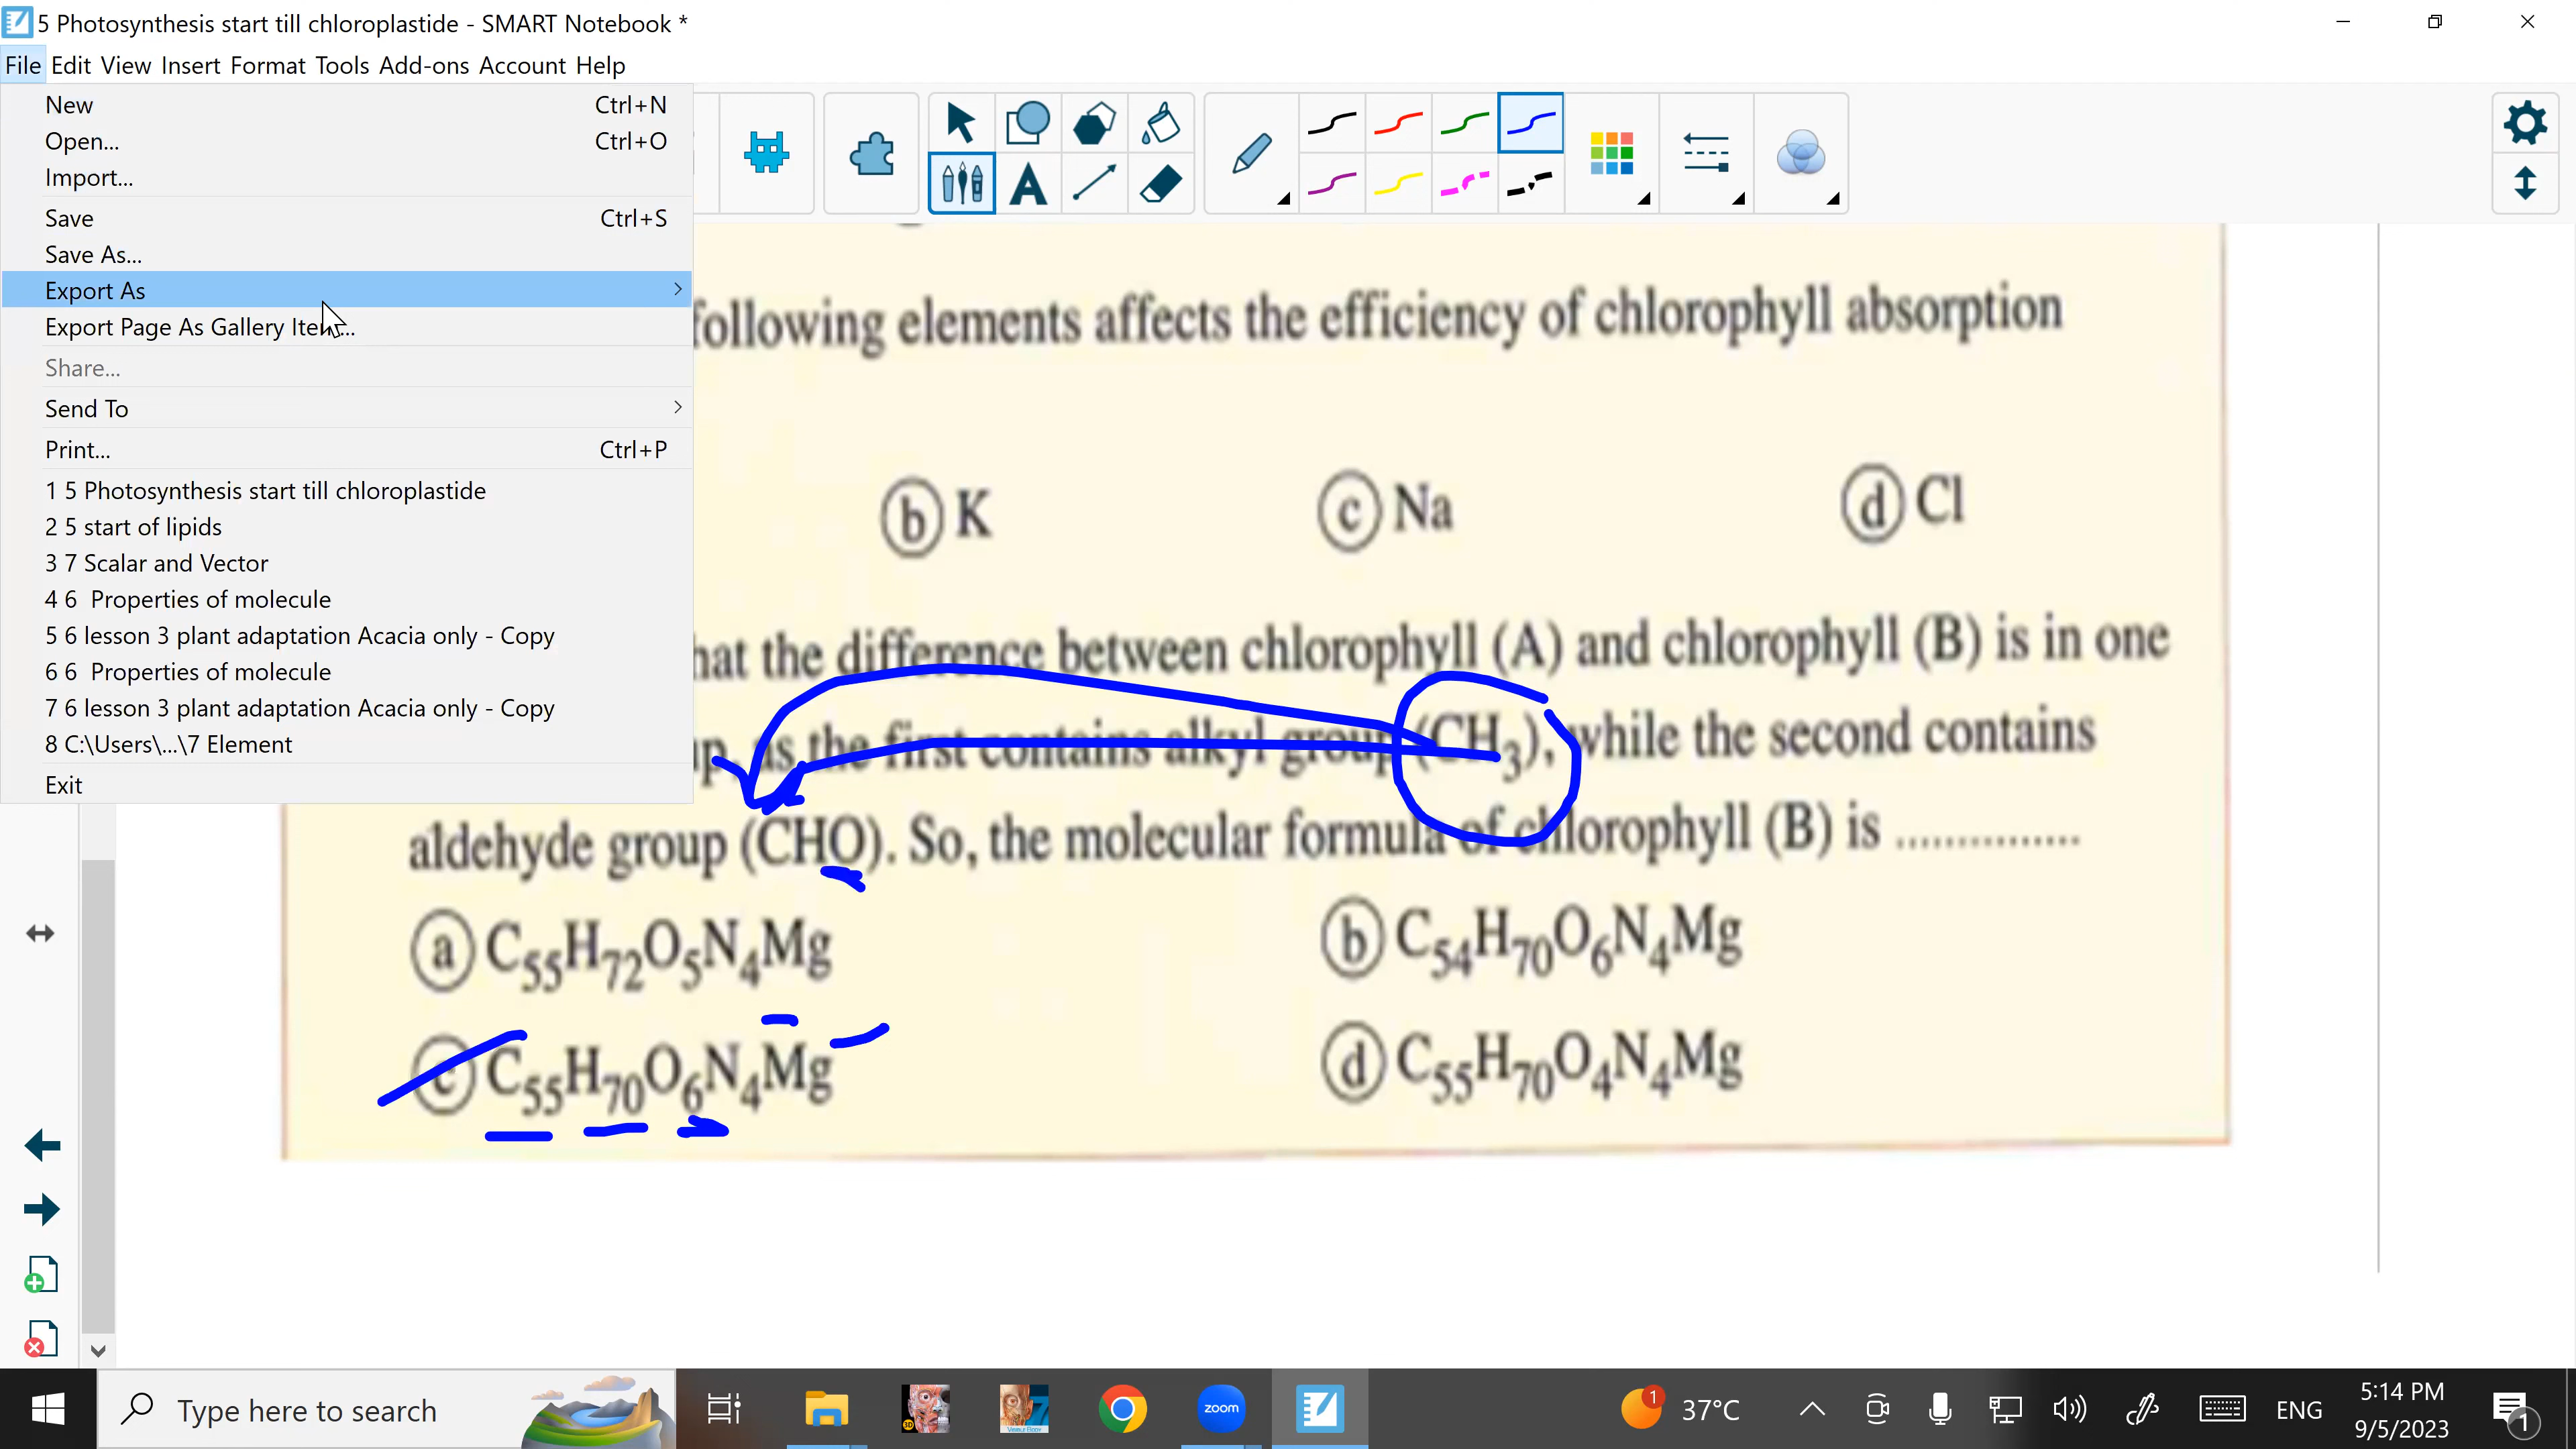 5 Photosynthesis start till chloroplastide - SMART Notebook *
File Edit View Insert Format Tools Add-ons Account Help
New Ctrl+N
Open... Ctrl+O
Import...
Save Ctrl+S
Save As...
Export As
Export Page As Gallery Item...
Share...
Send To
Print... Ctrl+P
1 5 Photosynthesis start till chloroplastide
2 5 start of lipids
3 7 Scalar and Vector
4 6 Properties of molecule
5 6 lesson 3 plant adaptation Acacia only - Copy
6 6 Properties of molecule
7 6 lesson 3 plant adaptation Acacia only - Copy
8 C:\Users\...\7 Element
Exit
following elements affects the efficiency of chlorophyll absorption
b K c Na d Cl
the difference between chlorophyll (A) and chlorophyll (B) is in one
as the first contains alkyl group (CH₃), while the second contains
aldehyde group (CHO). So, the molecular formula of chlorophyll (B) is ...............
a C₅₅H₇₂O₅N₄Mg b C₅₄H₇₀O₆N₄Mg
c C₅₅H₇₀O₆N₄Mg d C₅₅H₇₀O₄N₄Mg
Type here to search
zoom
1
37°C
ENG
5:14 PM
9/5/2023
1